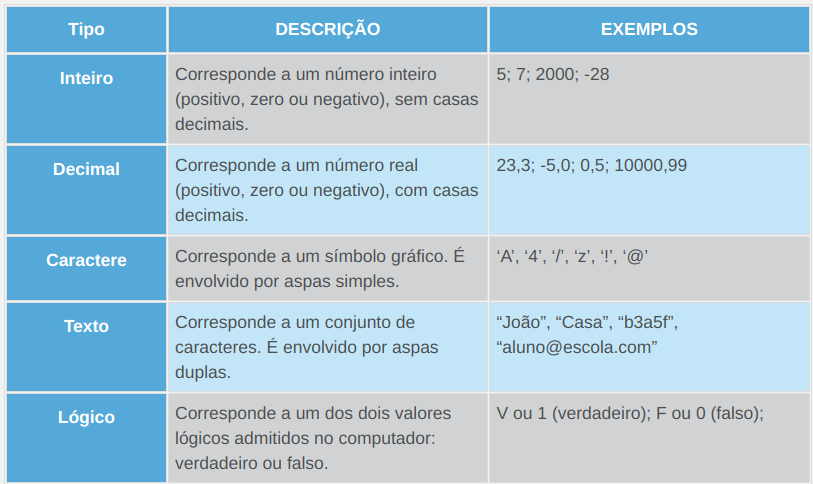 Tipo DESCRIÇÃO EXEMPLOS
Inteiro
Corresponde a um número inteiro
(positivo, zero ou negativo), sem casas
decimais.
5; 7; 2000; -28
Decimal
Corresponde a um número real
(positivo, zero ou negativo), com casas
decimais.
23,3; -5,0; 0,5; 10000,99
Caractere
Corresponde a um símbolo gráfico. É
envolvido por aspas simples.
‘A’, ‘4’, ‘/’, ‘z’, ‘!’, ‘@’
Texto
Corresponde a um conjunto de
caracteres. É envolvido por aspas
duplas.
“João”, “Casa”, “b3a5f”,
“aluno@escola.com”
Lógico
Corresponde a um dos dois valores
lógicos admitidos no computador:
verdadeiro ou falso.
V ou 1 (verdadeiro); F ou 0 (falso);